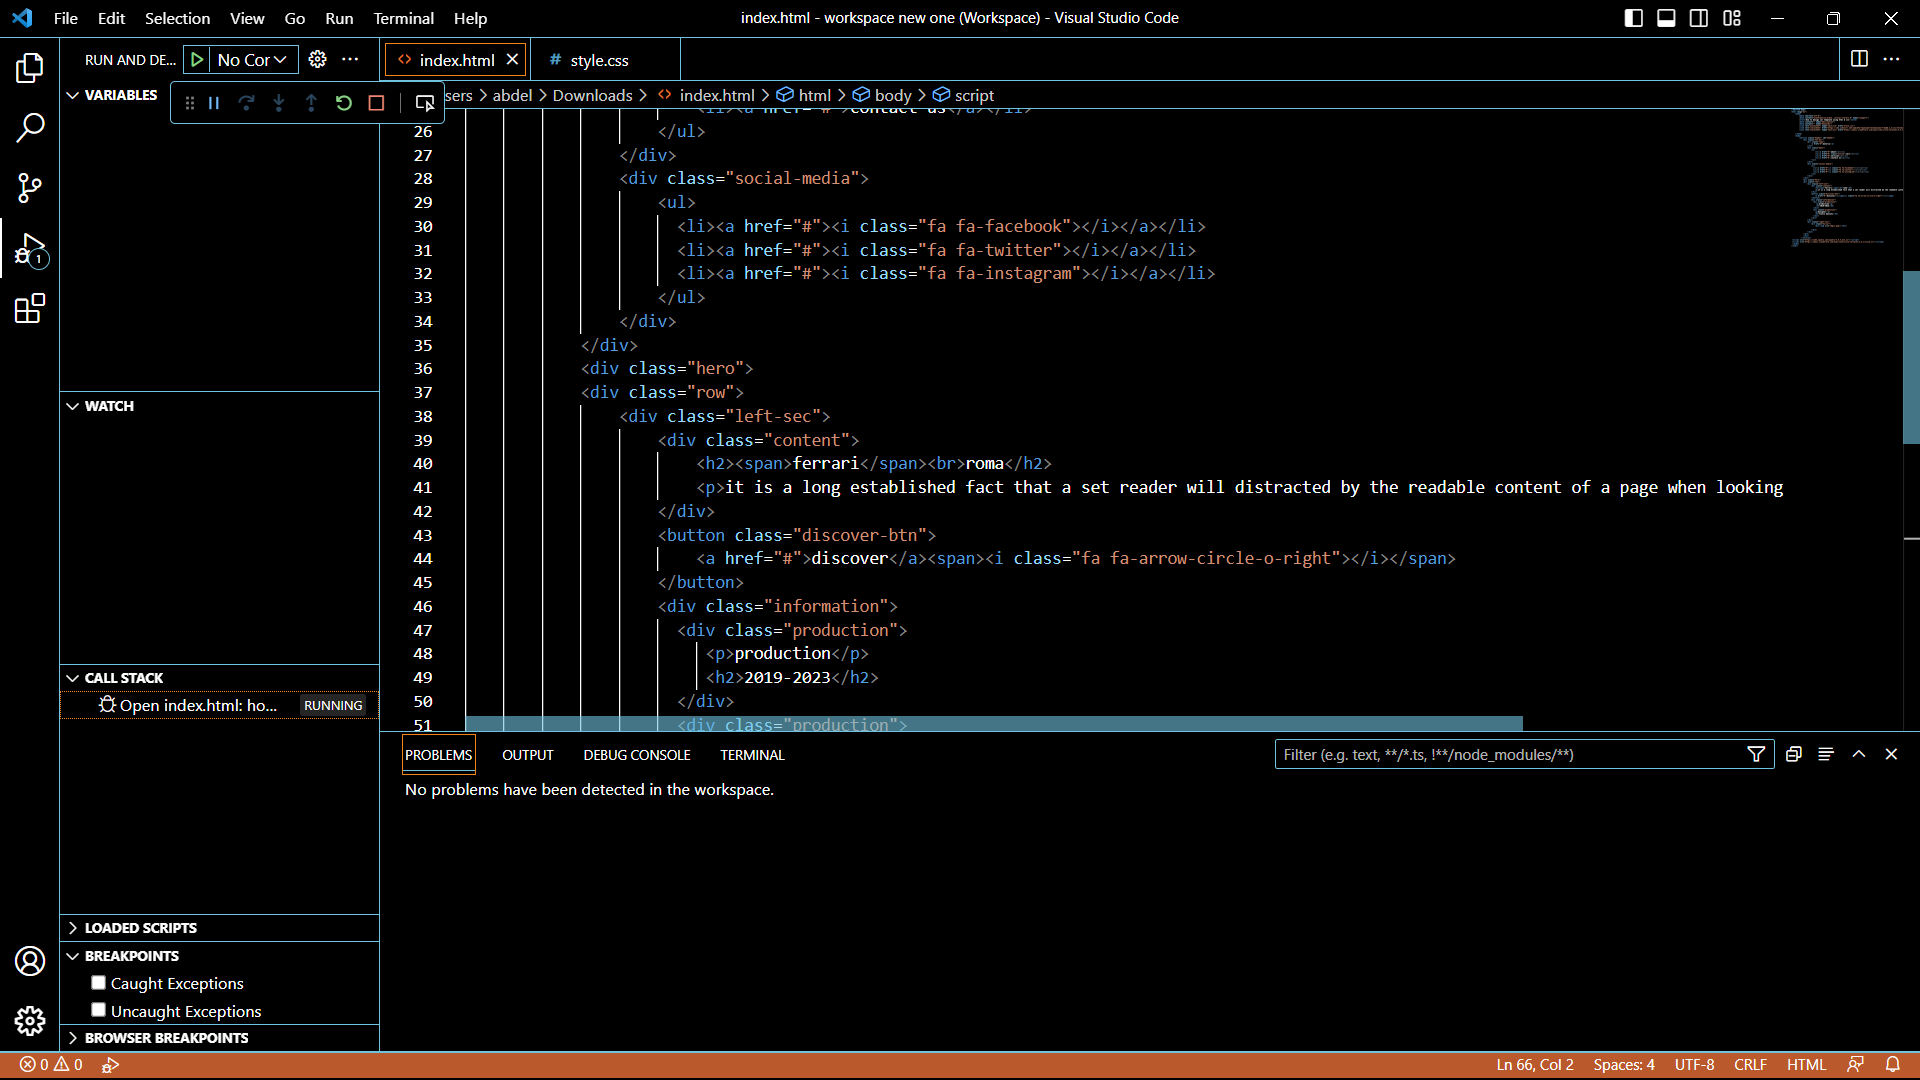 File Edit Selection View Go Run Terminal Help
index.html - workspace new one (Workspace) - Visual Studio Code
RUN AND DE... No Cor
index.html
# style.css
VARIABLES
sers > abdel > Downloads > index.html > html > body > script
<li><a href="#">contact us</a></li>
26 </ul>
27 </div>
28 <div class="social-media">
29 <ul>
30 <li><a href="#"><i class="fa fa-facebook"></i></a></li>
31 <li><a href="#"><i class="fa fa-twitter"></i></a></li>
32 <li><a href="#"><i class="fa fa-instagram"></i></a></li>
33 </ul>
34 </div>
35 </div>
36 <div class="hero">
37 <div class="row">
38 <div class="left-sec">
39 <div class="content">
40 <h2><span>ferrari</span><br>roma</h2>
41 <p>it is a long established fact that a set reader will distracted by the readable content of a page when looking
42 </div>
43 <button class="discover-btn">
44 <a href="#">discover</a><span><i class="fa fa-arrow-circle-o-right"></i></span>
45 </button>
46 <div class="information">
47 <div class="production">
48 <p>production</p>
49 <h2>2019-2023</h2>
50 </div>
51 <div class="production">
WATCH
CALL STACK
Open index.html: ho... RUNNING
1
LOADED SCRIPTS
BREAKPOINTS
Caught Exceptions
Uncaught Exceptions
BROWSER BREAKPOINTS
PROBLEMS OUTPUT DEBUG CONSOLE TERMINAL
Filter (e.g. text, **/*.ts, !**/node_modules/**)
No problems have been detected in the workspace.
0 0
Ln 66, Col 2 Spaces: 4 UTF-8 CRLF HTML